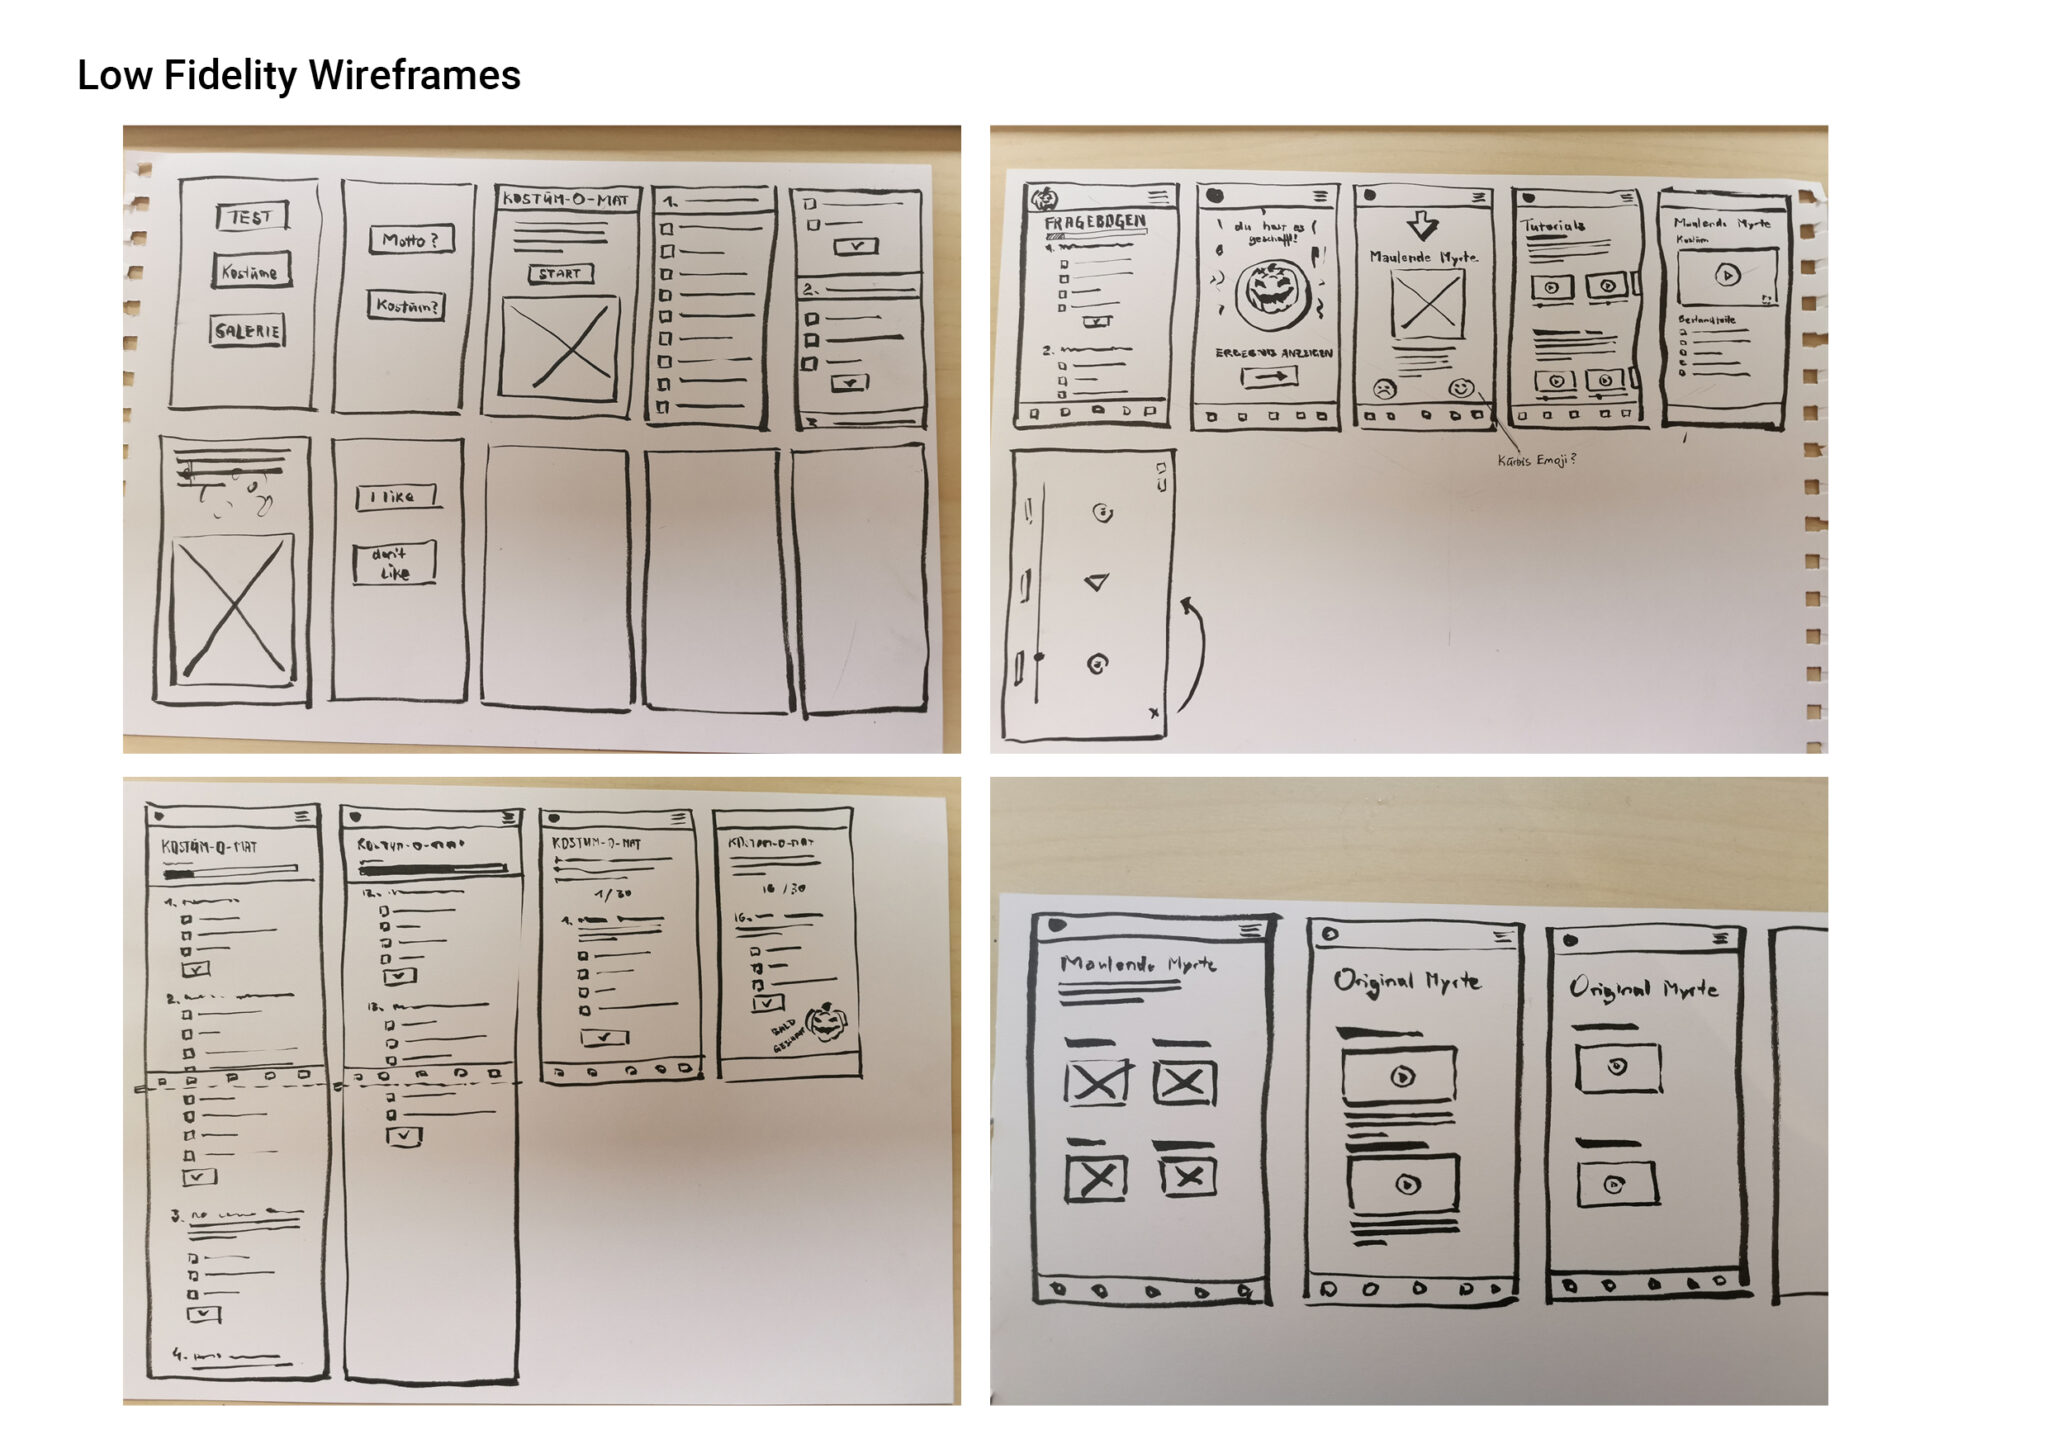 Low Fidelity Wireframes
TEST
Kostüme
GALERIE
Motto?
Kostüm?
KOSTÜM-O-MAT
START
1.
2.
3
I like
don't
like
FRAGEBOGEN
1.
2.
du hast es
geschafft!
ERGEBNIS ANZEIGEN
Maulende Myrte
Tutorials
Maulende Myrte
Kostüm
Bestandteile
Kürbis Emoji?
x
KOSTÜM-O-MAT
1.
2.
3.
4.
KOSTÜM-O-MAT
12.
13.
KOSTÜM-O-MAT
1/30
1.
KOSTÜM-O-MAT
16/30
16.
BALD
GESCHAFFT
Maulende Myrte
Original Myrte
Original Myrte